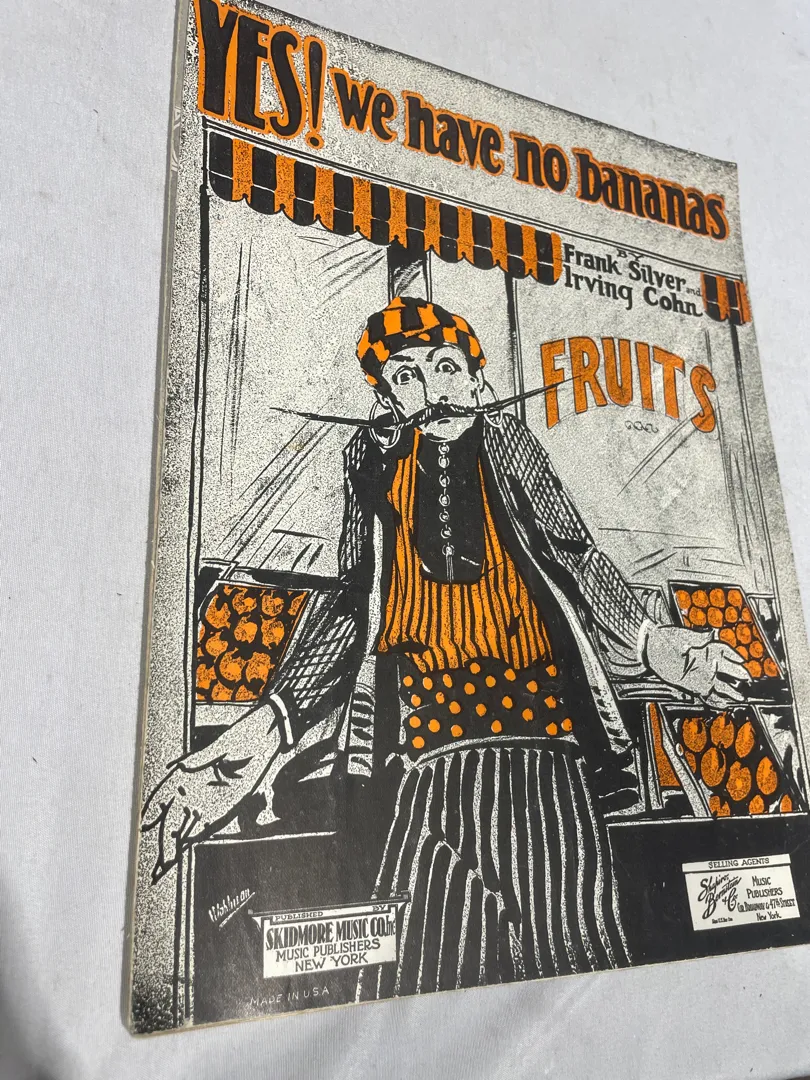 YES! We have no bananas
BY
Frank Silver and
Irving Cohn
FRUITS
SELLING AGENTS
Shapiro,
Bernstein
& Co.
MUSIC
PUBLISHERS
Cor. BROADWAY & 47TH STREET
New York
PUBLISHED BY
SKIDMORE MUSIC CO. Inc
MUSIC PUBLISHERS
NEW YORK
MADE IN U.S.A